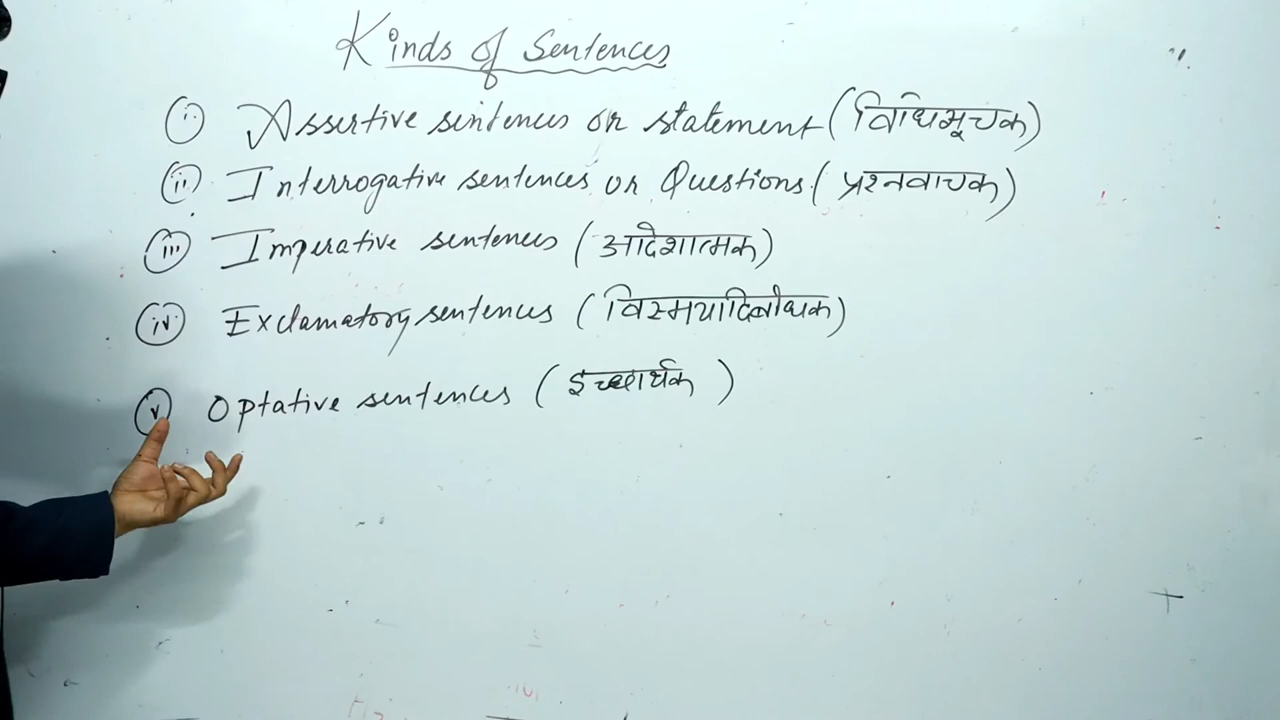 Kinds of Sentences
(i) Assertive sentences or statement (विधिसूचक)
(ii) Interrogative sentences or Questions (प्रश्नवाचक)
(iii) Imperative sentences (आदेशात्मक)
(iv) Exclamatory sentences (विस्मयादिबोधक)
(v) Optative sentences (इच्छार्थक)